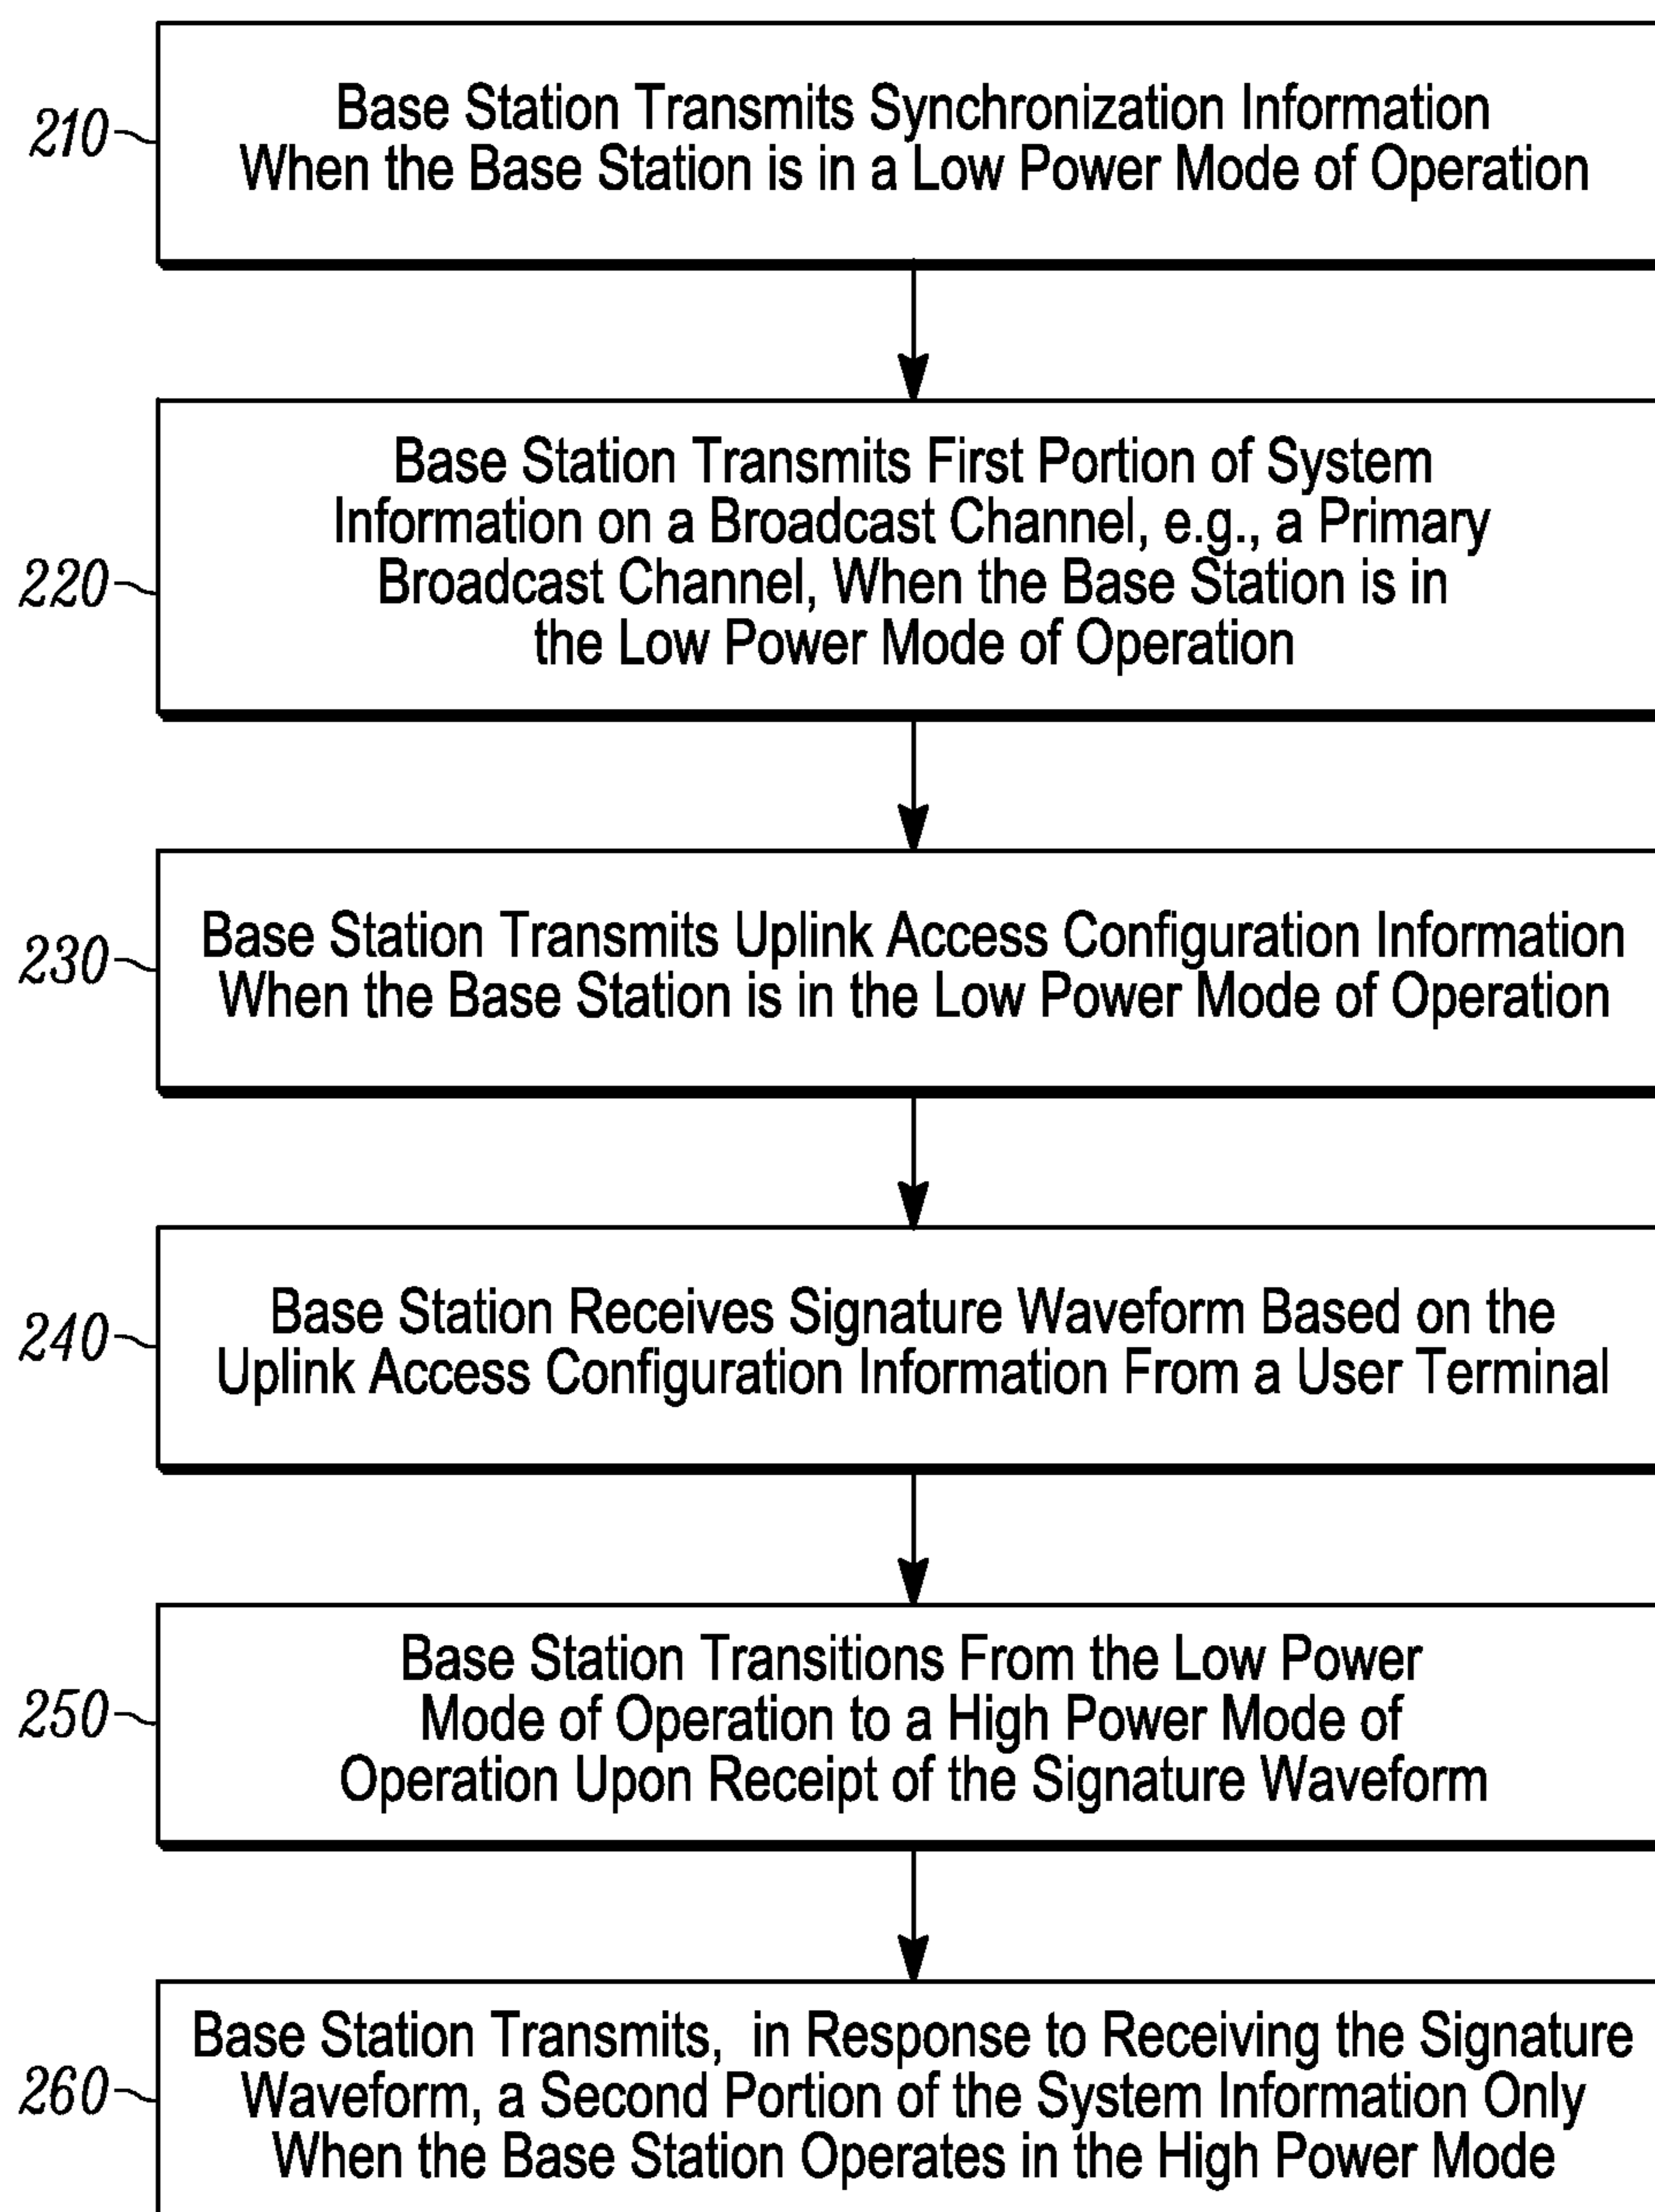 210
Base Station Transmits Synchronization Information
When the Base Station is in a Low Power Mode of Operation
220
Base Station Transmits First Portion of System
Information on a Broadcast Channel, e.g., a Primary
Broadcast Channel, When the Base Station is in
the Low Power Mode of Operation
230
Base Station Transmits Uplink Access Configuration Information
When the Base Station is in the Low Power Mode of Operation
240
Base Station Receives Signature Waveform Based on the
Uplink Access Configuration Information From a User Terminal
250
Base Station Transitions From the Low Power
Mode of Operation to a High Power Mode of
Operation Upon Receipt of the Signature Waveform
260
Base Station Transmits, in Response to Receiving the Signature
Waveform, a Second Portion of the System Information Only
When the Base Station Operates in the High Power Mode